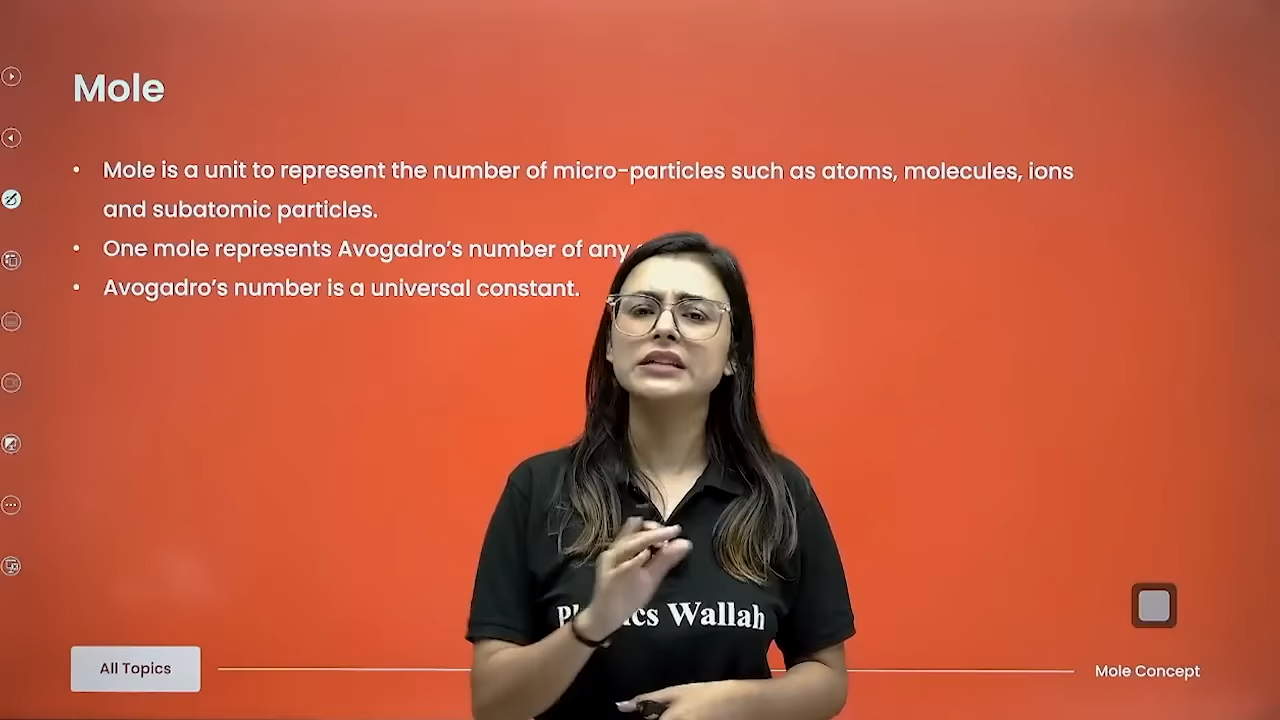 Mole
• Mole is a unit to represent the number of micro-particles such as atoms, molecules, ions
and subatomic particles.
• One mole represents Avogadro's number of any
• Avogadro's number is a universal constant.
Wallah
All Topics
Mole Concept